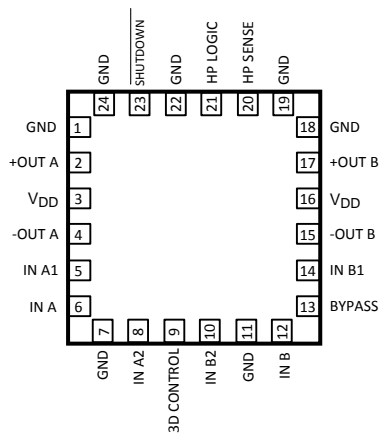 GND
SHUTDOWN
GND
HP LOGIC
HP SENSE
GND
24
23
22
21
20
19
GND 1
18 GND
+OUT A 2
17 +OUT B
VDD 3
16 VDD
-OUT A 4
15 -OUT B
IN A1 5
14 IN B1
IN A 6
13 BYPASS
7
8
9
10
11
12
GND
IN A2
3D CONTROL
IN B2
GND
IN B